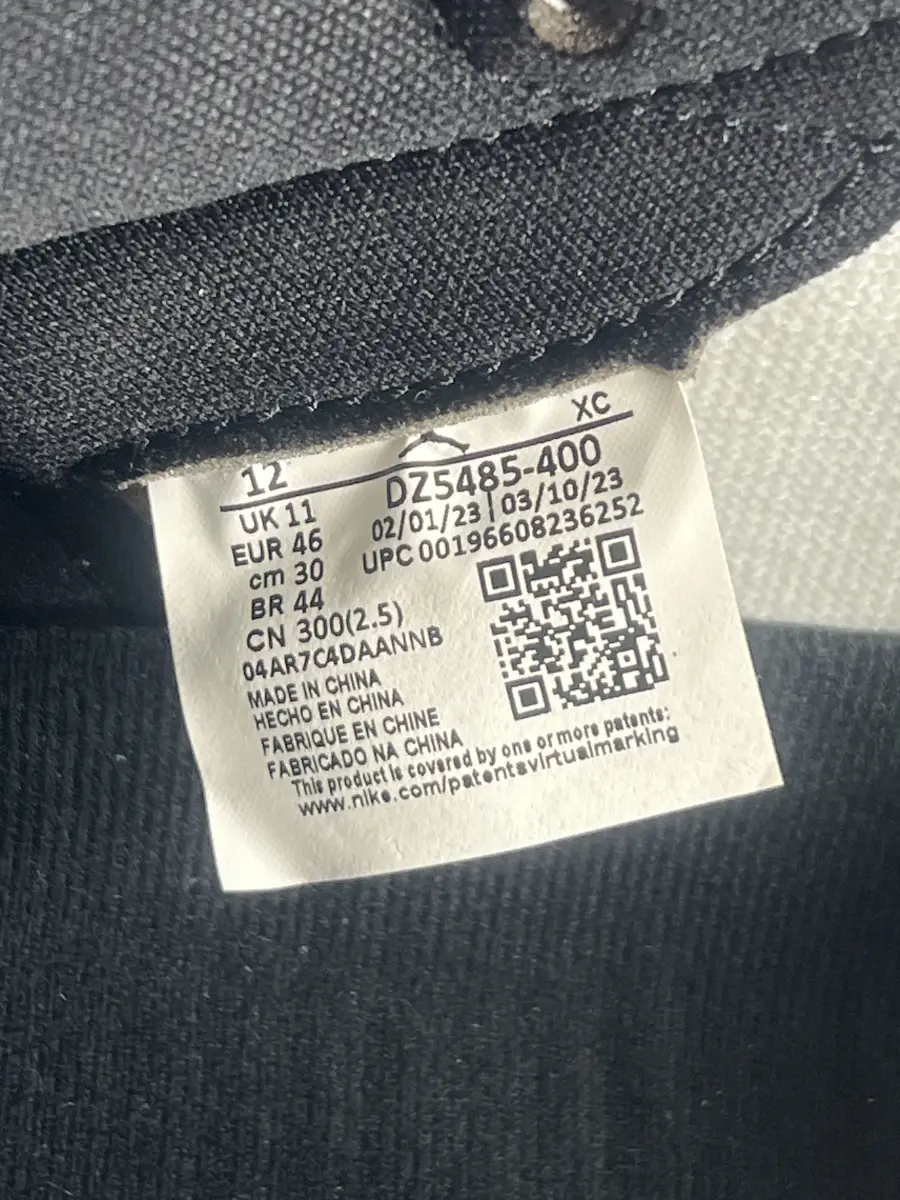 XC
12
DZ5485-400
UK 11
02/01/23 | 03/10/23
EUR 46
UPC 00196608236252
cm 30
BR 44
CN 300(2.5)
04AR7C4DAANNB
MADE IN CHINA
HECHO EN CHINA
FABRIQUE EN CHINE
FABRICADO NA CHINA
This product is covered by one or more patents:
www.nike.com/patentsvirtualmarking